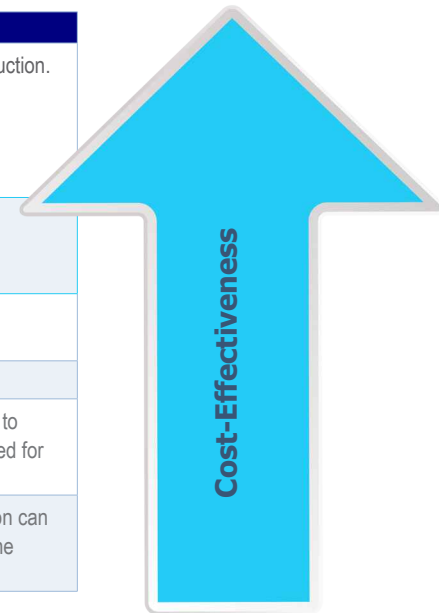 uction.
to
ed for
on can
ne
Cost-Effectiveness